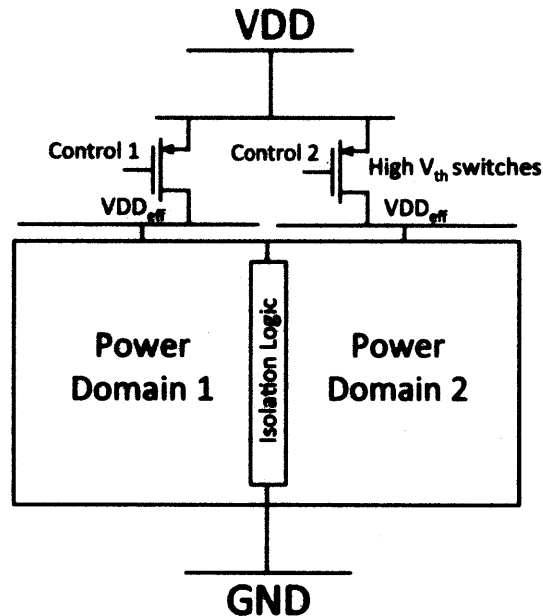 VDD
Control 1
Control 2
High Vth switches
VDDeff
VDDeff
Power
Domain 1
Isolation Logic
Power
Domain 2
GND